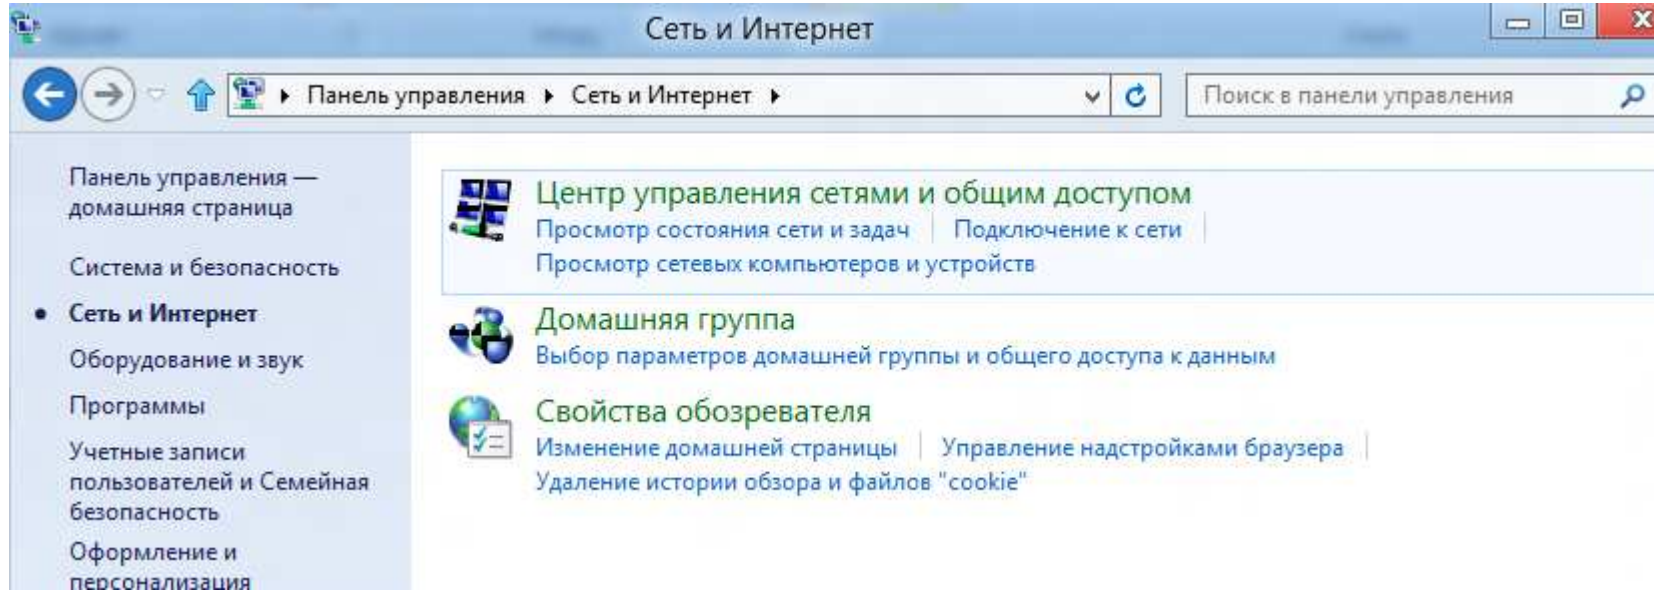 Сеть и Интернет
Панель управления Сеть и Интернет
Поиск в панели управления
Панель управления —
домашняя страница
Система и безопасность
Сеть и Интернет
Оборудование и звук
Программы
Учетные записи
пользователей и Семейная
безопасность
Оформление и
персонализация
Центр управления сетями и общим доступом
Просмотр состояния сети и задач Подключение к сети
Просмотр сетевых компьютеров и устройств
Домашняя группа
Выбор параметров домашней группы и общего доступа к данным
Свойства обозревателя
Изменение домашней страницы Управление надстройками браузера
Удаление истории обзора и файлов "cookie"